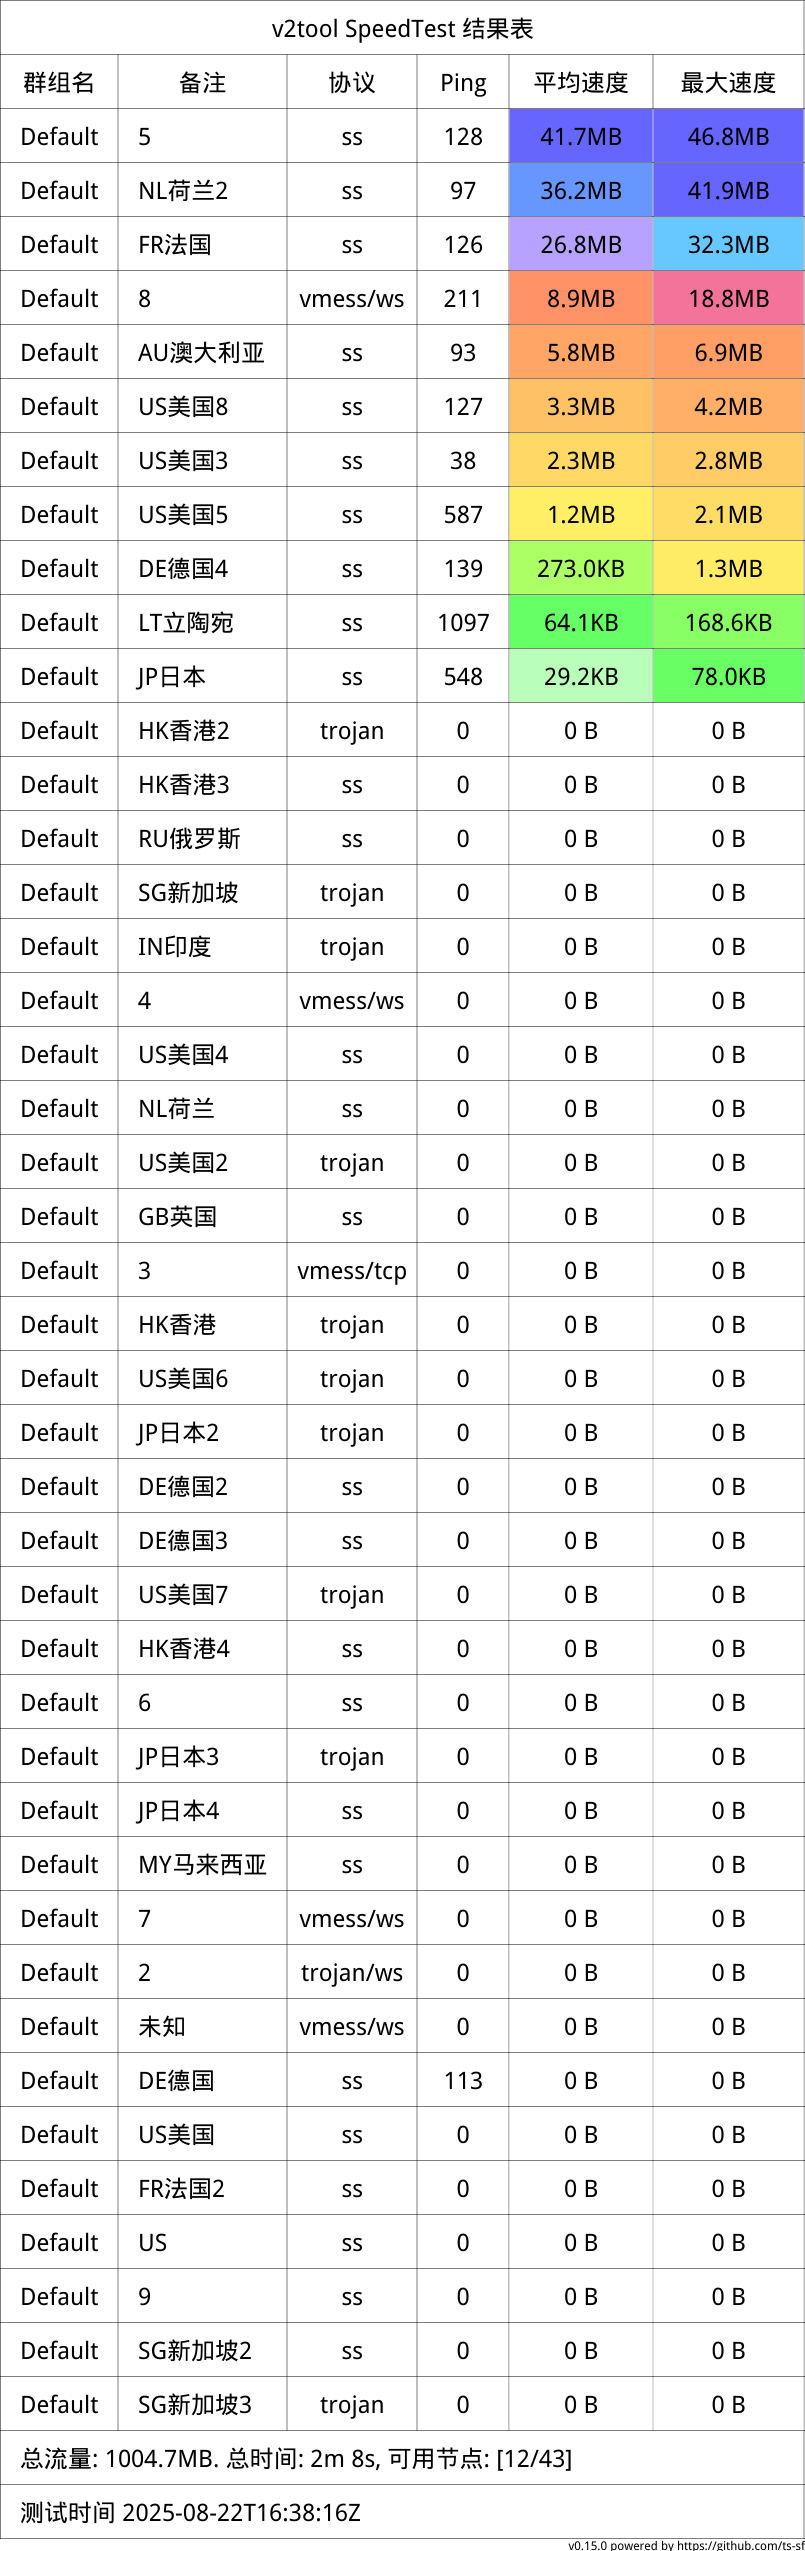 v2tool SpeedTest 结果表
群组名 备注 协议 Ping 平均速度 最大速度
Default 5 ss 128 41.7MB 46.8MB
Default NL荷兰2 ss 97 36.2MB 41.9MB
Default FR法国 ss 126 26.8MB 32.3MB
Default 8 vmess/ws 211 8.9MB 18.8MB
Default AU澳大利亚 ss 93 5.8MB 6.9MB
Default US美国8 ss 127 3.3MB 4.2MB
Default US美国3 ss 38 2.3MB 2.8MB
Default US美国5 ss 587 1.2MB 2.1MB
Default DE德国4 ss 139 273.0KB 1.3MB
Default LT立陶宛 ss 1097 64.1KB 168.6KB
Default JP日本 ss 548 29.2KB 78.0KB
Default HK香港2 trojan 0 0 B 0 B
Default HK香港3 ss 0 0 B 0 B
Default RU俄罗斯 ss 0 0 B 0 B
Default SG新加坡 trojan 0 0 B 0 B
Default IN印度 trojan 0 0 B 0 B
Default 4 vmess/ws 0 0 B 0 B
Default US美国4 ss 0 0 B 0 B
Default NL荷兰 ss 0 0 B 0 B
Default US美国2 trojan 0 0 B 0 B
Default GB英国 ss 0 0 B 0 B
Default 3 vmess/tcp 0 0 B 0 B
Default HK香港 trojan 0 0 B 0 B
Default US美国6 trojan 0 0 B 0 B
Default JP日本2 trojan 0 0 B 0 B
Default DE德国2 ss 0 0 B 0 B
Default DE德国3 ss 0 0 B 0 B
Default US美国7 trojan 0 0 B 0 B
Default HK香港4 ss 0 0 B 0 B
Default 6 ss 0 0 B 0 B
Default JP日本3 trojan 0 0 B 0 B
Default JP日本4 ss 0 0 B 0 B
Default MY马来西亚 ss 0 0 B 0 B
Default 7 vmess/ws 0 0 B 0 B
Default 2 trojan/ws 0 0 B 0 B
Default 未知 vmess/ws 0 0 B 0 B
Default DE德国 ss 113 0 B 0 B
Default US美国 ss 0 0 B 0 B
Default FR法国2 ss 0 0 B 0 B
Default US ss 0 0 B 0 B
Default 9 ss 0 0 B 0 B
Default SG新加坡2 ss 0 0 B 0 B
Default SG新加坡3 trojan 0 0 B 0 B
总流量: 1004.7MB. 总时间: 2m 8s, 可用节点: [12/43]
测试时间 2025-08-22T16:38:16Z
v0.15.0 powered by https://github.com/ts-sf